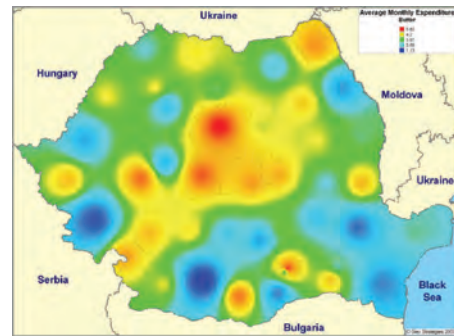 Ukraine
Average Monthly Expenditure
Butter
Hungary
Moldova
Ukraine
Serbia
Black
Sea
Bulgaria